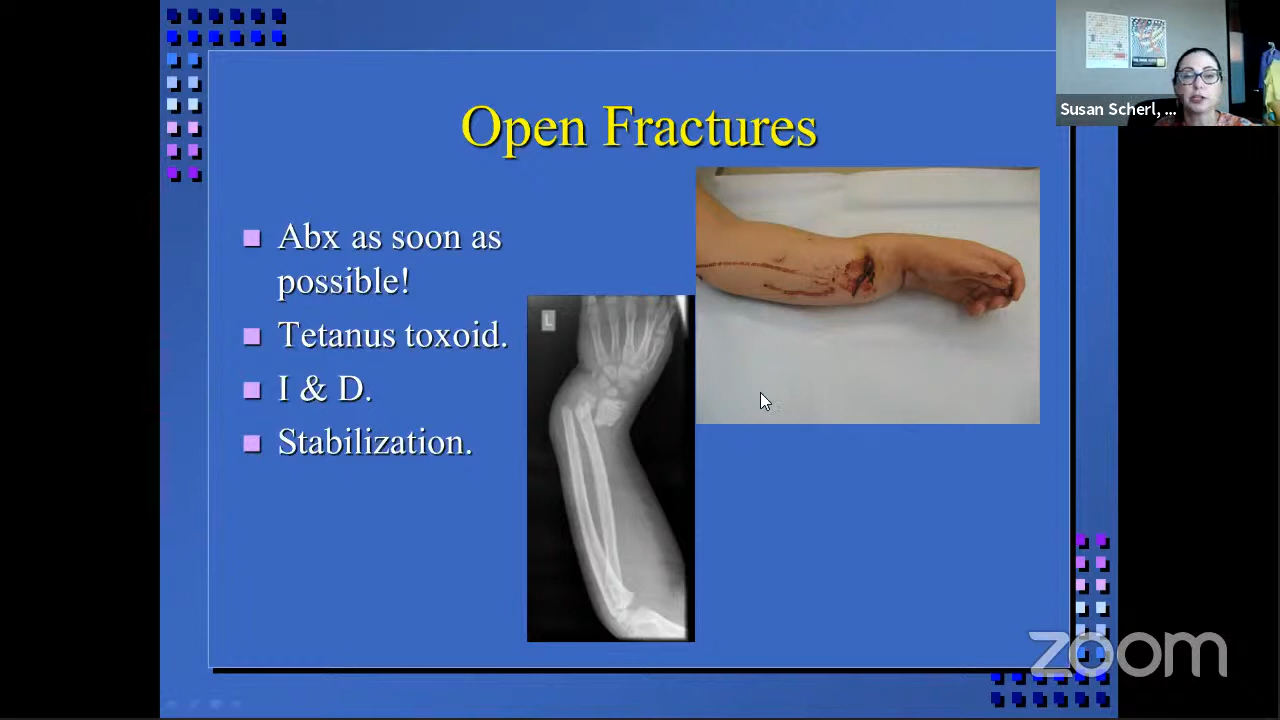 Open Fractures
Susan Scherl, ...
Abx as soon as
possible!
Tetanus toxoid.
I & D.
Stabilization.
L
zoom